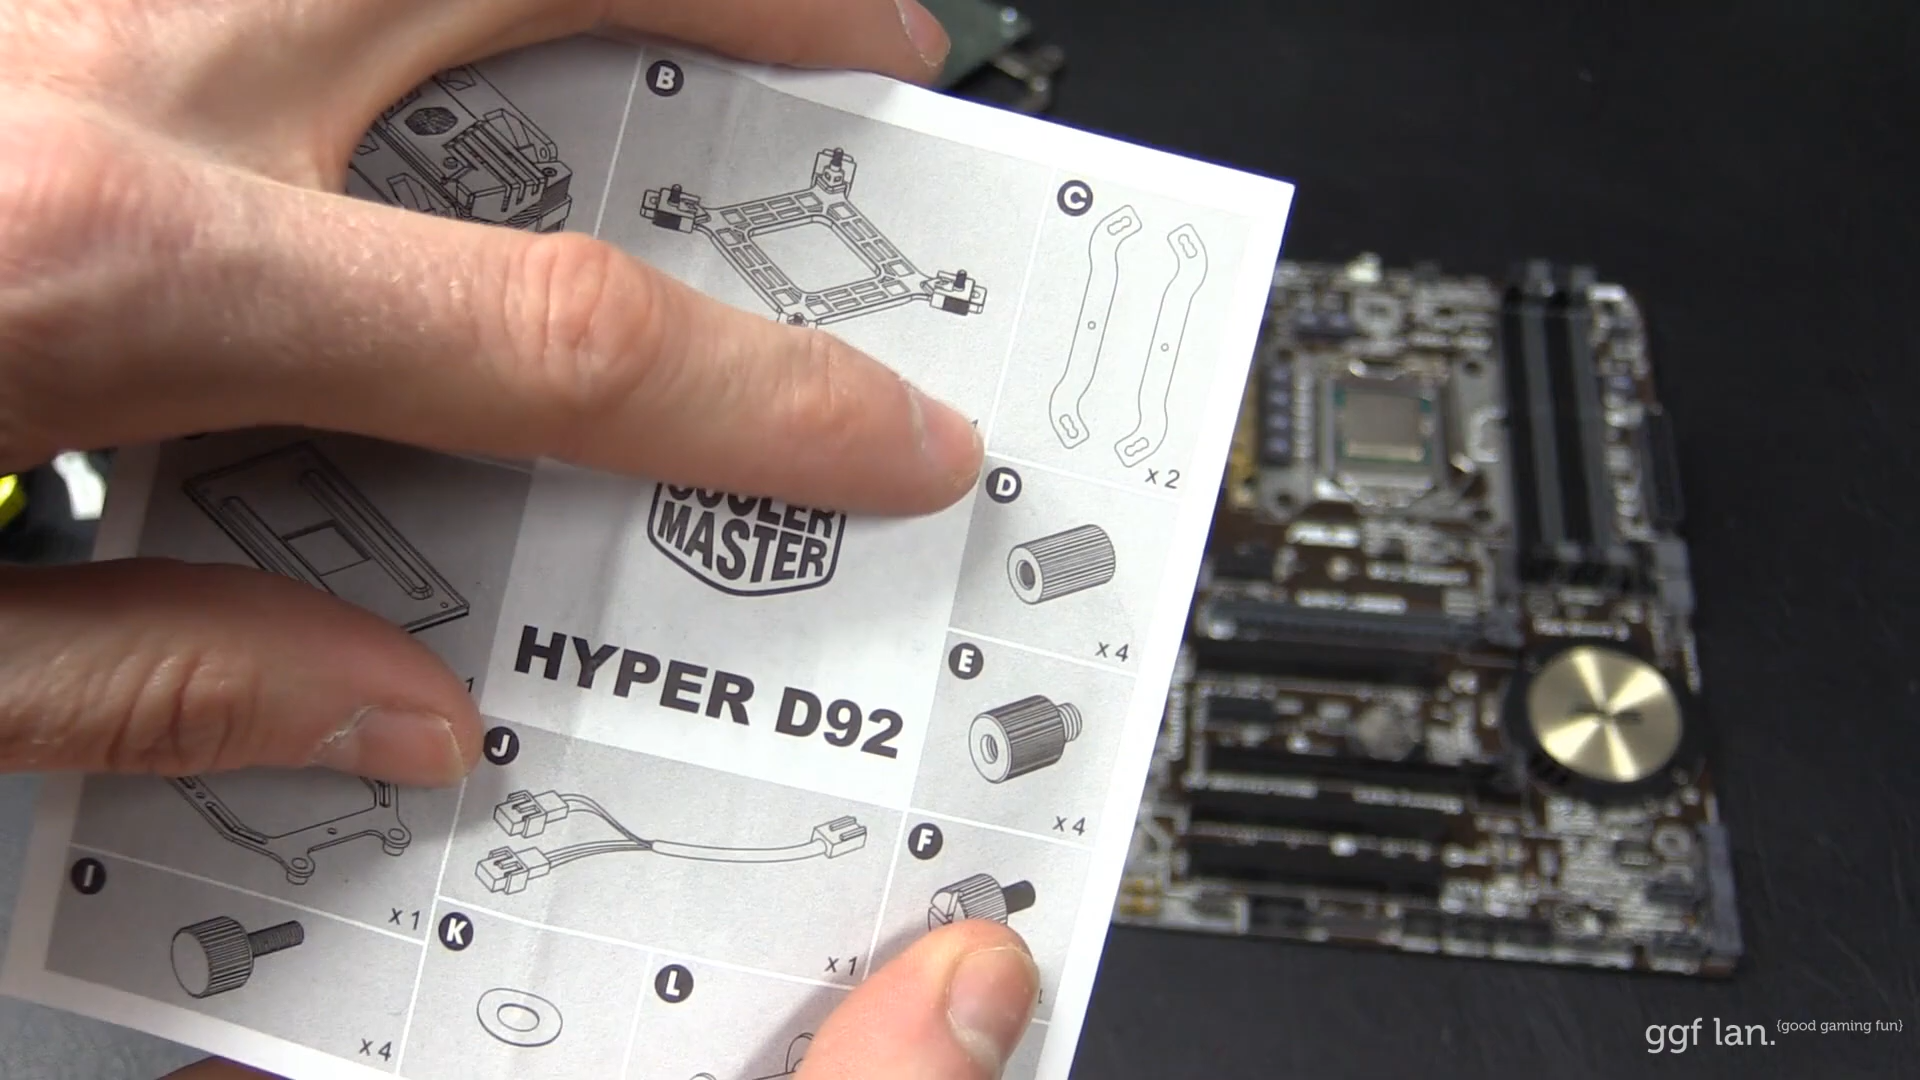 B
C
x 2
D
COOLER
MASTER
HYPER D92
x 4
E
J
x 4
F
I
x 1
K
x 1
L
x 4
ggf lan. {good gaming fun}